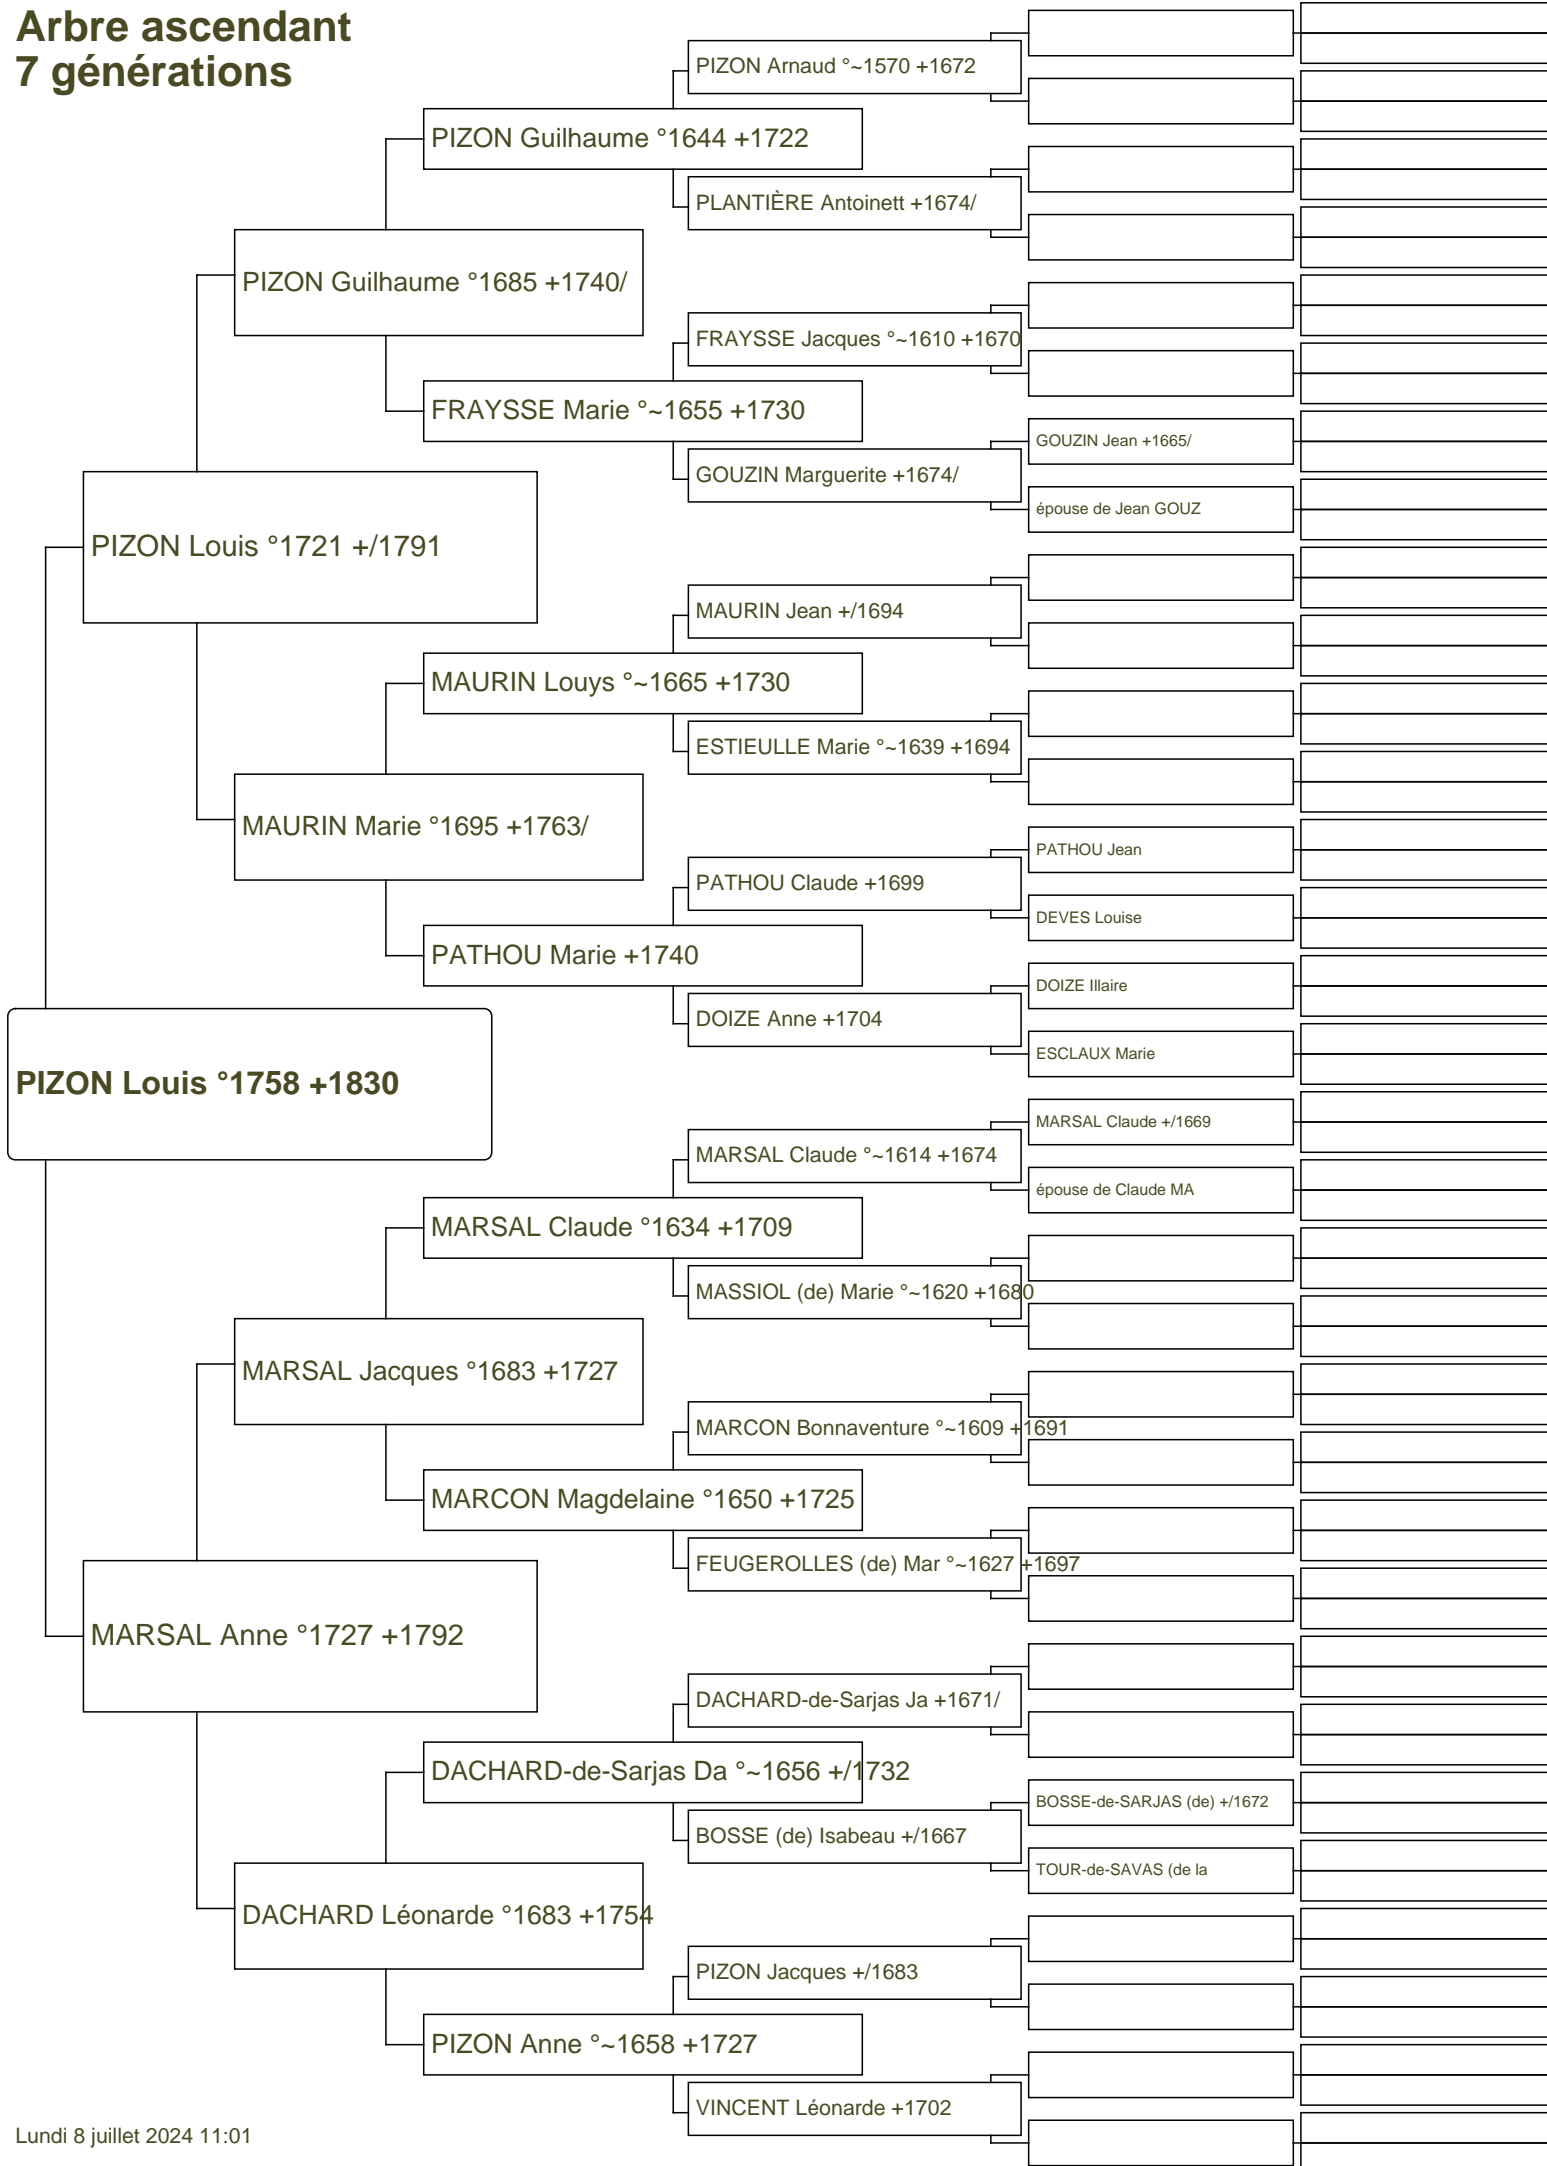 Arbre ascendant
7 générations
PIZON Arnaud °~1570 +1672
PIZON Guilhaume °1644 +1722
PLANTIÈRE Antoinett +1674/
PIZON Guilhaume °1685 +1740/
FRAYSSE Jacques °~1610 +1670
FRAYSSE Marie °~1655 +1730
GOUZIN Jean +1665/
GOUZIN Marguerite +1674/
épouse de Jean GOUZ
PIZON Louis °1721 +/1791
MAURIN Jean +/1694
MAURIN Louys °~1665 +1730
ESTIEULLE Marie °~1639 +1694
MAURIN Marie °1695 +1763/
PATHOU Jean
PATHOU Claude +1699
DEVES Louise
PATHOU Marie +1740
DOIZE Illaire
DOIZE Anne +1704
ESCLAUX Marie
PIZON Louis °1758 +1830
MARSAL Claude +/1669
MARSAL Claude °~1614 +1674
épouse de Claude MA
MARSAL Claude °1634 +1709
MASSIOL (de) Marie °~1620 +1680
MARSAL Jacques °1683 +1727
MARCON Bonnaventure °~1609 +1691
MARCON Magdelaine °1650 +1725
FEUGEROLLES (de) Mar °~1627 +1697
MARSAL Anne °1727 +1792
DACHARD-de-Sarjas Ja +1671/
DACHARD-de-Sarjas Da °~1656 +/1732
BOSSE-de-SARJAS (de) +/1672
BOSSE (de) Isabeau +/1667
TOUR-de-SAVAS (de la
DACHARD Léonarde °1683 +1754
PIZON Jacques +/1683
PIZON Anne °~1658 +1727
VINCENT Léonarde +1702
Lundi 8 juillet 2024 11:01